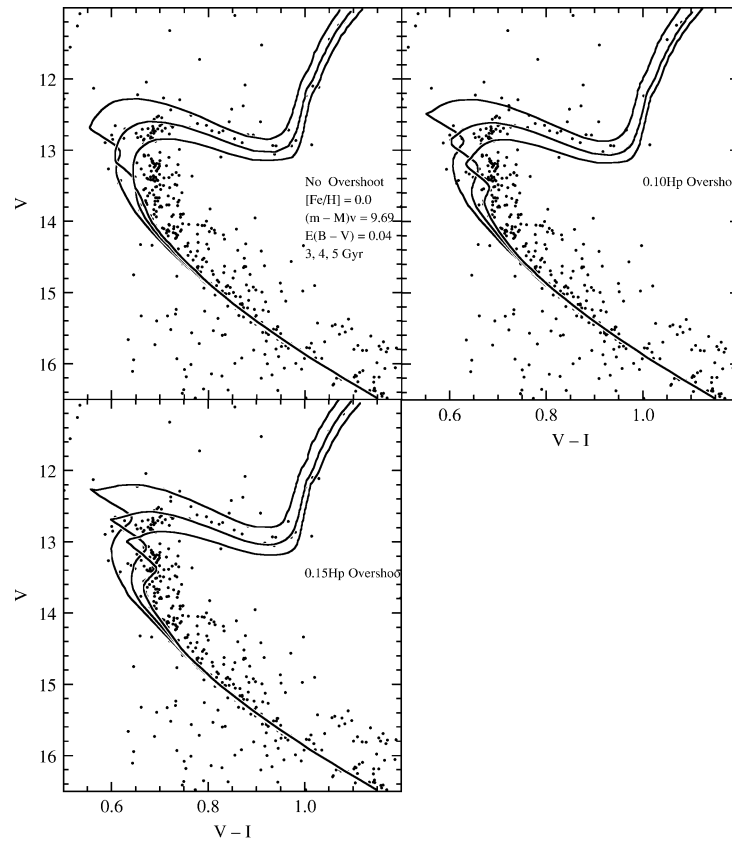 12
13
14
15
16
V
No Overshoot
[Fe/H] = 0.0
(m – M)v = 9.69
E(B – V) = 0.04
3, 4, 5 Gyr
0.10Hp Oversho
0.6 0.8 1.0
V – I
12
13
14
15
16
V
0.15Hp Overshoo
0.6 0.8 1.0
V – I